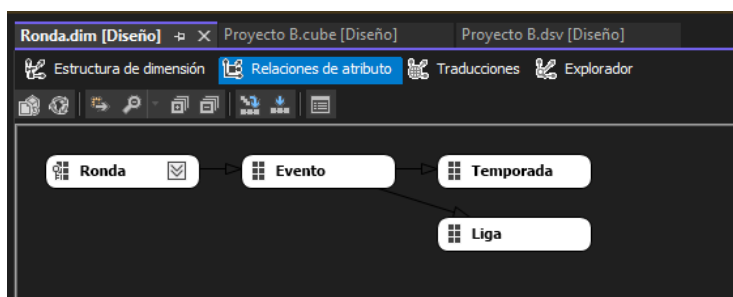 Ronda.dim [Diseño] Proyecto B.cube [Diseño] Proyecto B.dsv [Diseño]
Estructura de dimensión Relaciones de atributo Traducciones Explorador
Ronda Evento Temporada
Liga